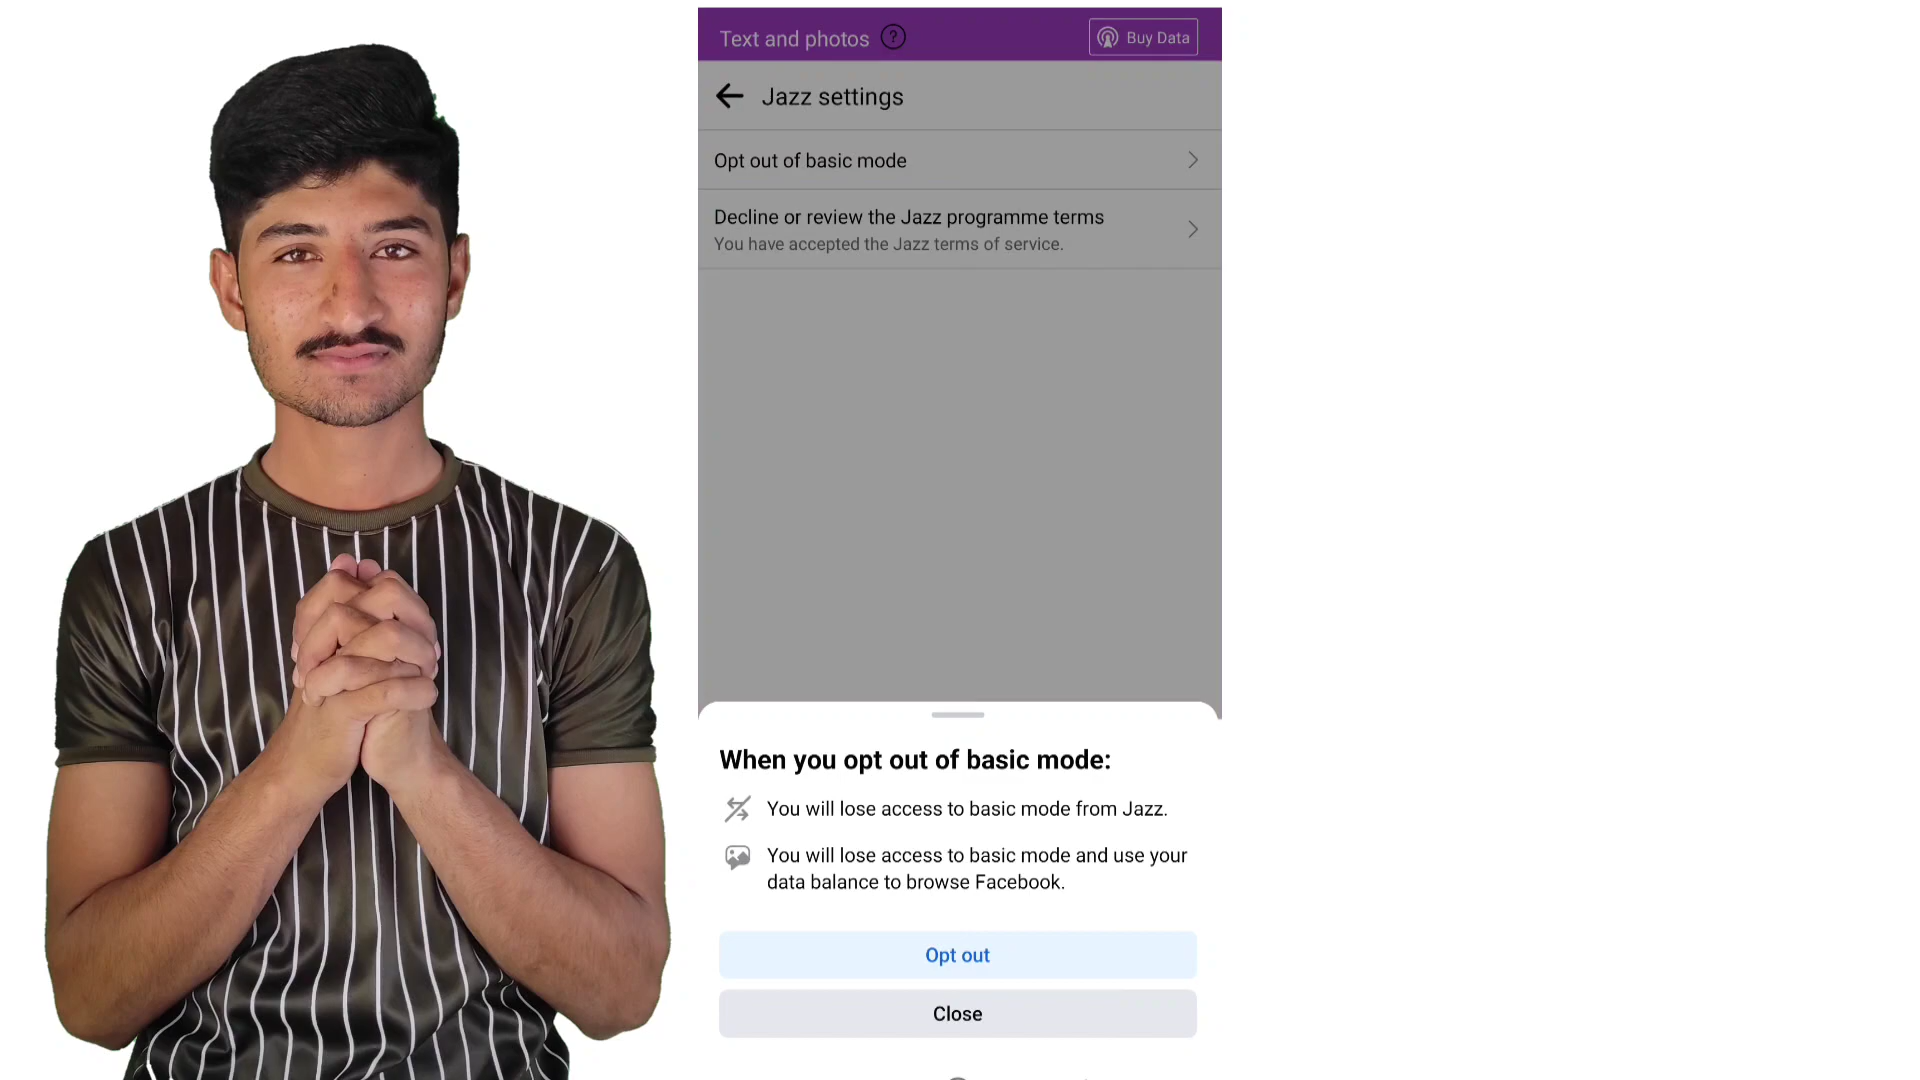 Text and photos ? Buy Data
Jazz settings
Opt out of basic mode
Decline or review the Jazz programme terms
You have accepted the Jazz terms of service.
When you opt out of basic mode:
You will lose access to basic mode from Jazz.
You will lose access to basic mode and use your
data balance to browse Facebook.
Opt out
Close